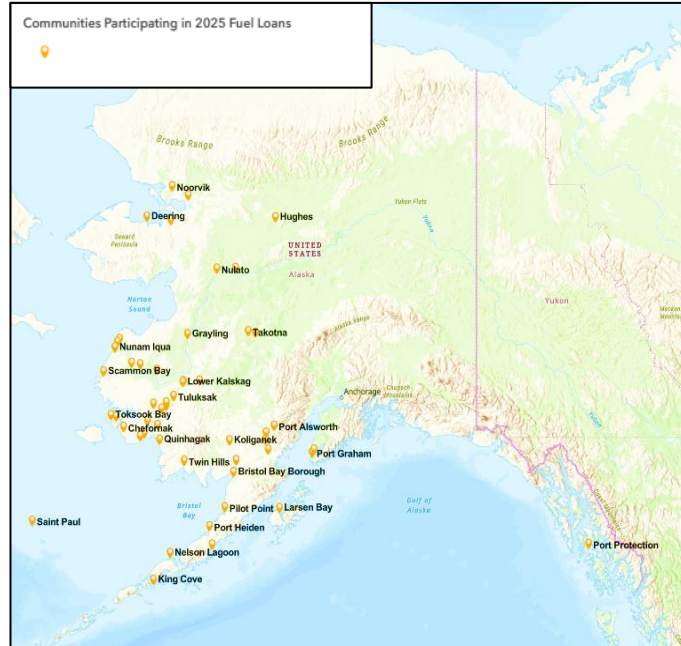 Communities Participating in 2025 Fuel Loans
Brooks Range
Brooks Range
Noorvik
Deering
Hughes
Yukon Flats
Yukon
Seward
Peninsula
UNITED
STATES
Alaska
Nulato
Norton
Sound
Yukon
Grayling
Takotna
Alaska Range
Nunam Iqua
Scammon Bay
Lower Kalskag
Anchorage
Chugach
Mountains
Tuluksak
Toksook Bay
Chefornak
Quinhagak
Koliganek
Port Alsworth
Port Graham
Twin Hills
Bristol Bay Borough
Bristol
Bay
Pilot Point
Larsen Bay
Gulf of
Alaska
Saint Paul
Port Heiden
Port Protection
Nelson Lagoon
King Cove